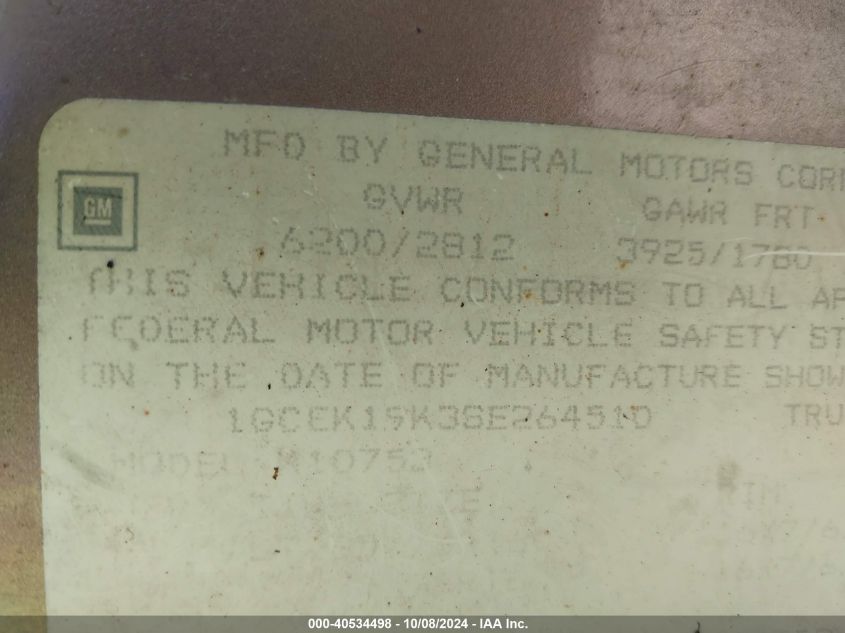 MFD BY GENERAL MOTORS COR
GM
GVWR GAWR FRT
6200/2812 3925/1780
THIS VEHICLE CONFORMS TO ALL AP
FEDERAL MOTOR VEHICLE SAFETY ST
ON THE DATE OF MANUFACTURE SHOW
1GCEK19K3SE264510 TRU
MODEL: K10753
RIM
000-40534498 - 10/08/2024 - IAA Inc.